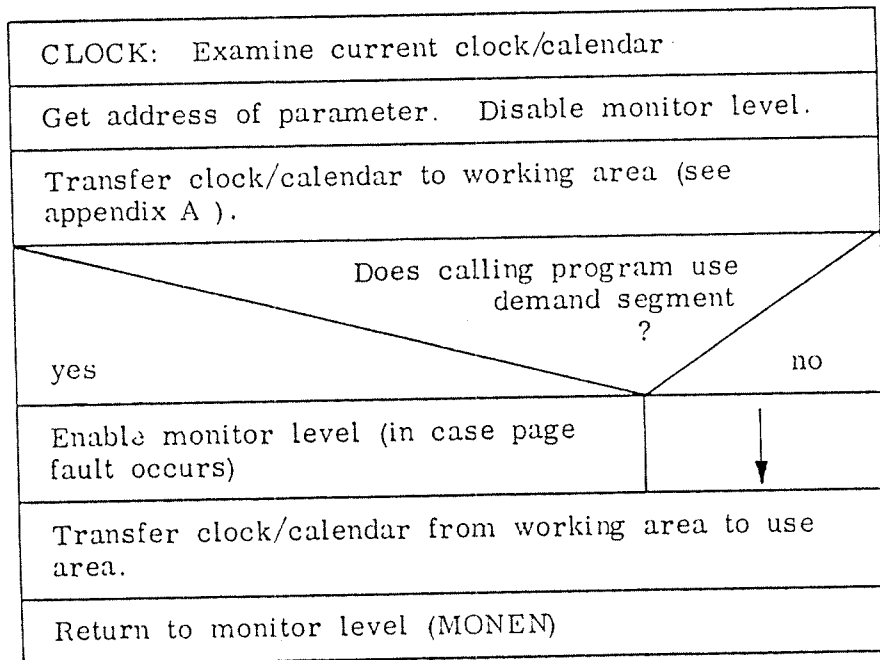 CLOCK: Examine current clock/calendar
Get address of parameter. Disable monitor level.
Transfer clock/calendar to working area (see
appendix A ).
Does calling program use
demand segment
?
yes
no
Enable monitor level (in case page
fault occurs)
Transfer clock/calendar from working area to use
area.
Return to monitor level (MONEN)